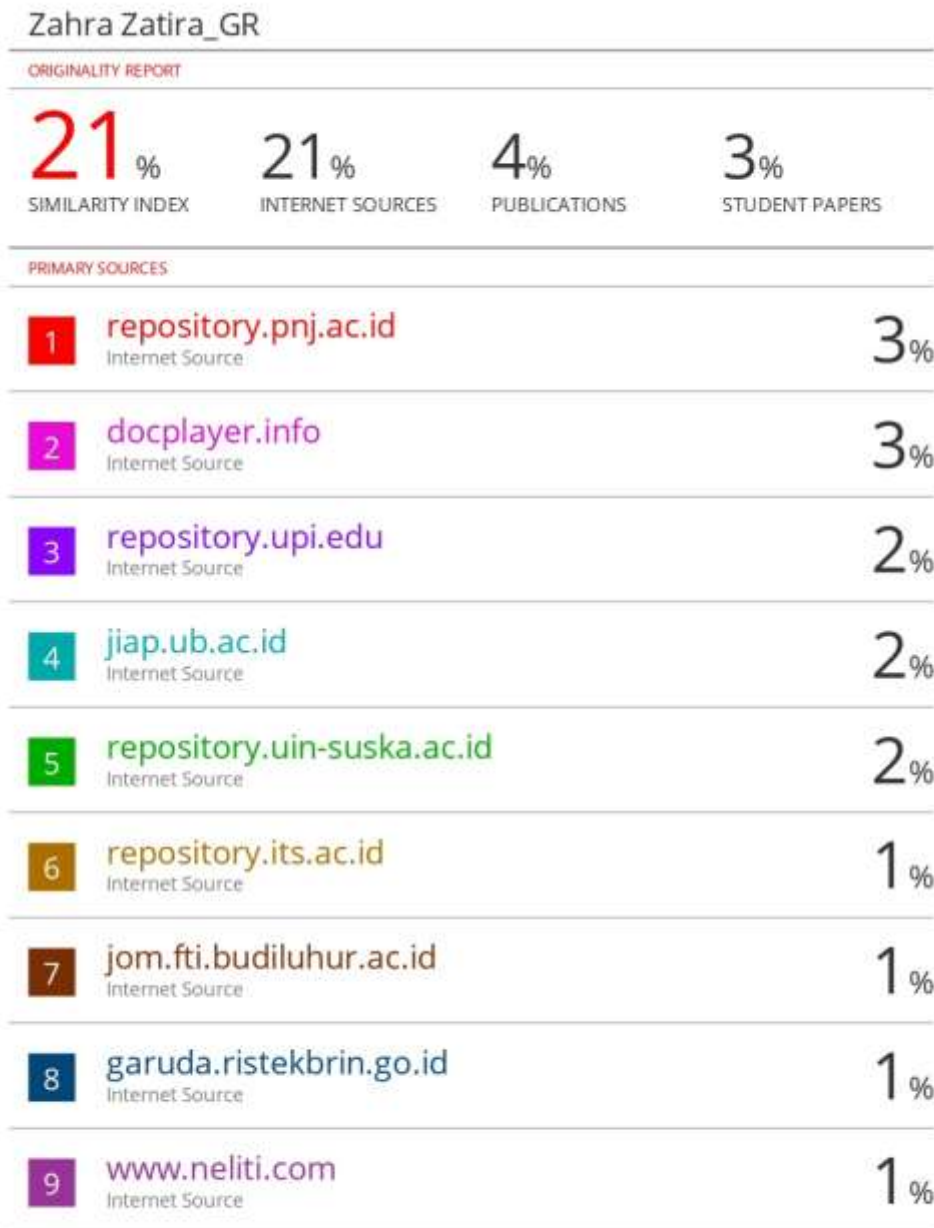 Zahra Zatira_GR
ORIGINALITY REPORT
21% 21% 4% 3%
SIMILARITY INDEX INTERNET SOURCES PUBLICATIONS STUDENT PAPERS
PRIMARY SOURCES
1 repository.pnj.ac.id 3%
Internet Source
2 docplayer.info 3%
Internet Source
3 repository.upi.edu 2%
Internet Source
4 jiap.ub.ac.id 2%
Internet Source
5 repository.uin-suska.ac.id 2%
Internet Source
6 repository.its.ac.id 1%
Internet Source
7 jom.fti.budiluhur.ac.id 1%
Internet Source
8 garuda.ristekbrin.go.id 1%
Internet Source
9 www.neliti.com 1%
Internet Source